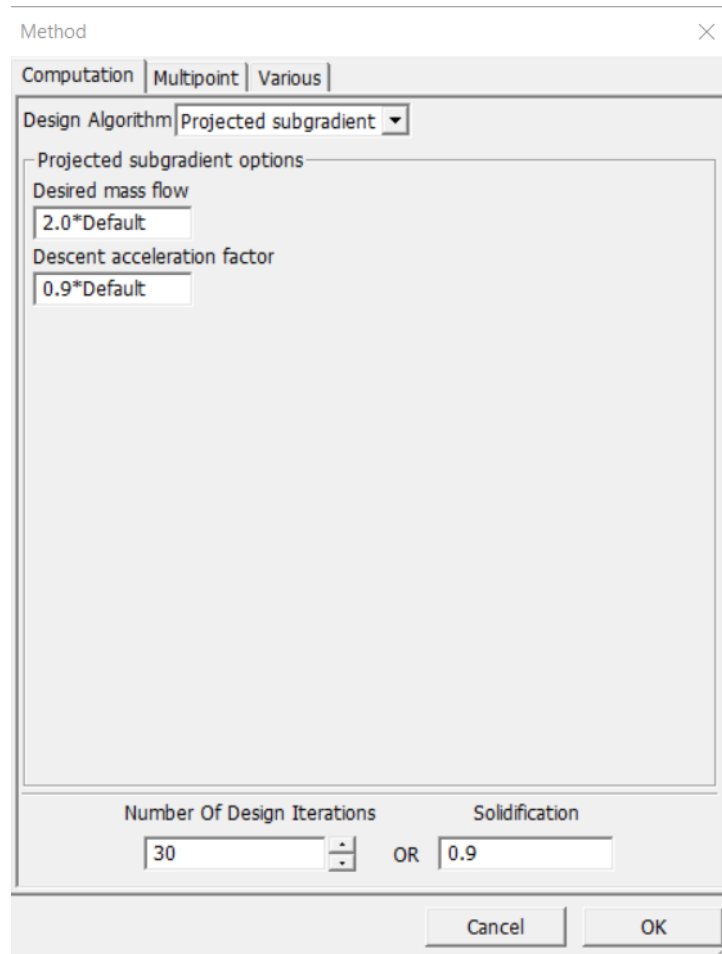 Method
Computation Multipoint Various
Design Algorithm Projected subgradient
Projected subgradient options
Desired mass flow
2.0*Default
Descent acceleration factor
0.9*Default
Number Of Design Iterations Solidification
30 OR 0.9
Cancel OK